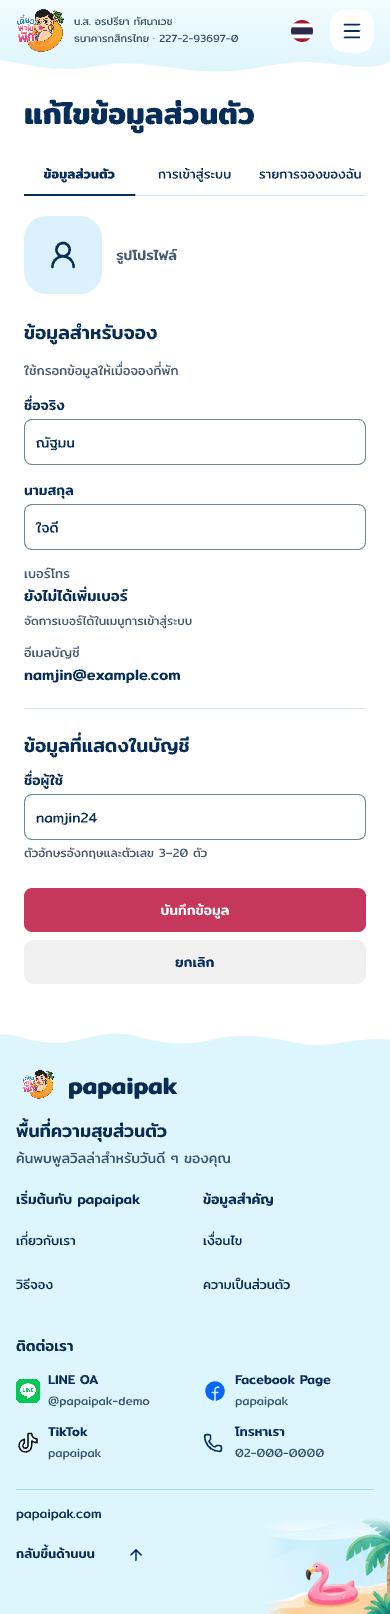 เที่ยว
พาไป
พัก
น.ส. อรปรียา ทัศนาเวช
ธนาคารกสิกรไทย · 227-2-93697-0
แก้ไขข้อมูลส่วนตัว
ข้อมูลส่วนตัว การเข้าสู่ระบบ รายการจองของฉัน
รูปโปรไฟล์
ข้อมูลสำหรับจอง
ใช้กรอกข้อมูลให้เมื่อจองที่พัก
ชื่อจริง
ณัฐมน
นามสกุล
ใจดี
เบอร์โทร
ยังไม่ได้เพิ่มเบอร์
จัดการเบอร์ได้ในเมนูการเข้าสู่ระบบ
อีเมลบัญชี
namjin@example.com
ข้อมูลที่แสดงในบัญชี
ชื่อผู้ใช้
namjin24
ตัวอักษรอังกฤษและตัวเลข 3–20 ตัว
บันทึกข้อมูล
ยกเลิก
papaipak
พื้นที่ความสุขส่วนตัว
ค้นพบพูลวิลล่าสำหรับวันดี ๆ ของคุณ
เริ่มต้นกับ papaipak ข้อมูลสำคัญ
เกี่ยวกับเรา เงื่อนไข
วิธีจอง ความเป็นส่วนตัว
ติดต่อเรา
LINE
LINE OA
@papaipak-demo
Facebook Page
papaipak
TikTok
papaipak
โทรหาเรา
02-000-0000
papaipak.com
กลับขึ้นด้านบน